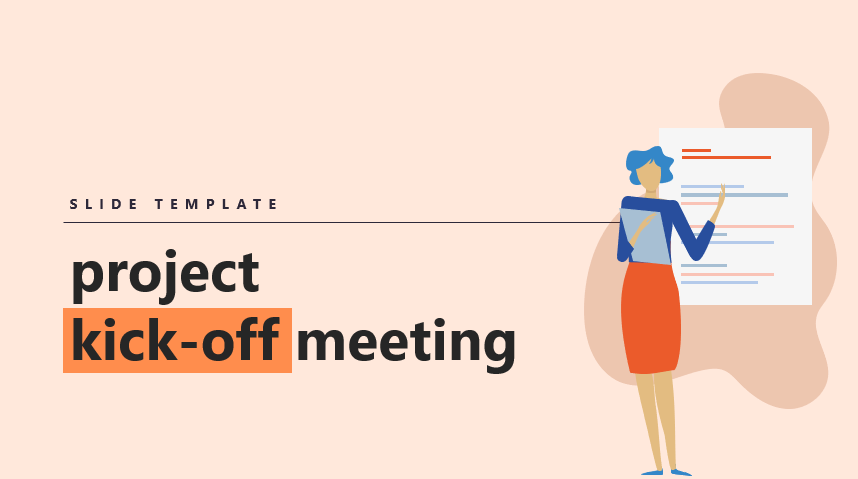 SLIDE TEMPLATE
project
kick-off meeting